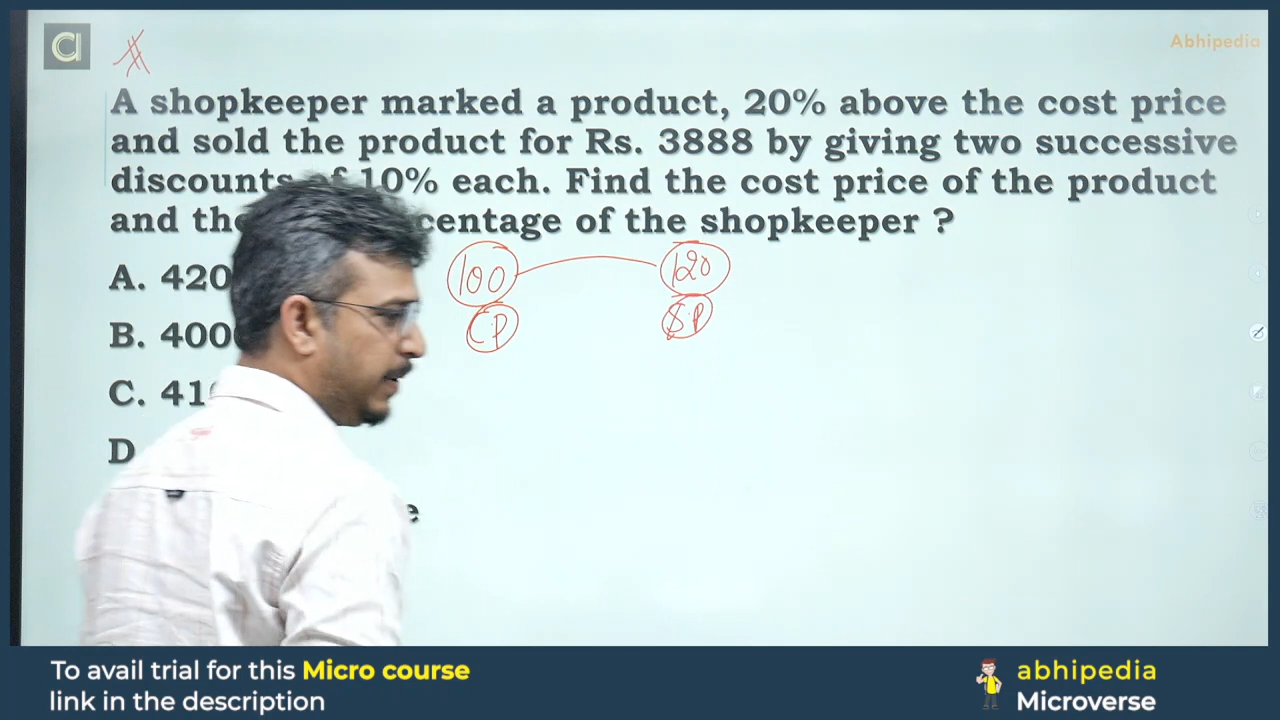 Abhipedia
A shopkeeper marked a product, 20% above the cost price
and sold the product for Rs. 3888 by giving two successive
discounts of 10% each. Find the cost price of the product
and the centage of the shopkeeper ?
100 120
CP SP
A. 420
B. 400
C. 41
D
e
To avail trial for this Micro course
link in the description
abhipedia
Microverse